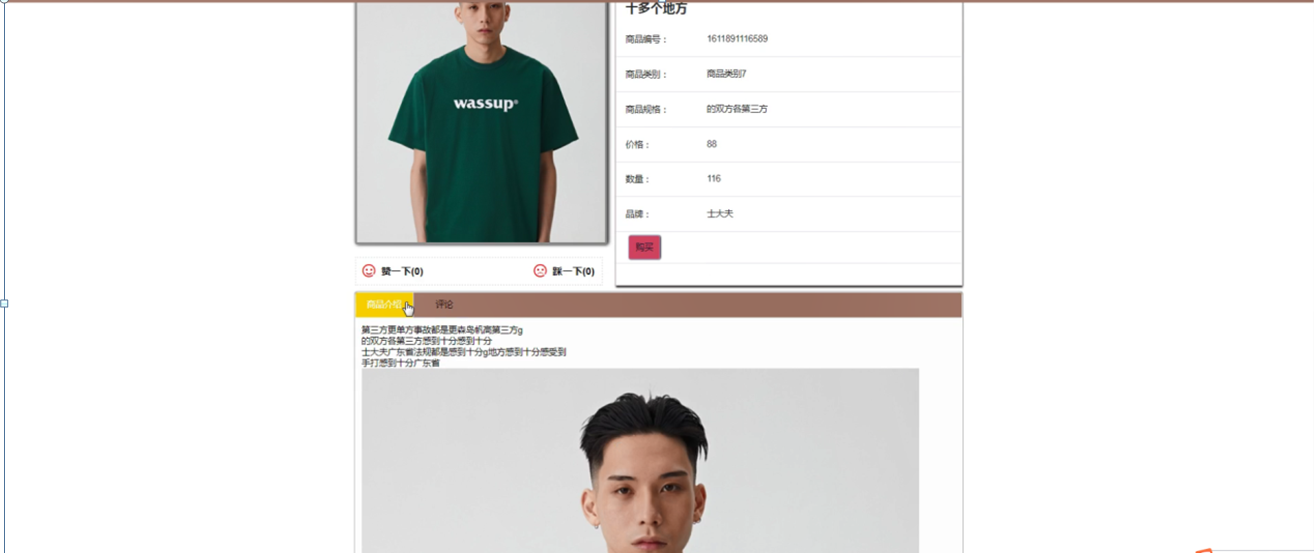 wassup®
赞一下(0)
踩一下(0)
十多个地方
商品编号： 1611891116589
商品类别： 商品类别7
商品规格： 的双方各第三方
价格： 88
数量： 116
品牌： 士大夫
购买
商品介绍 评论
第三方更单方事故都是更森岛帆高第三方g
的双方各第三方感到十分感到十分
士大夫广东省法规都是感到十分g地方感到十分感受到
手打感到十分广东省